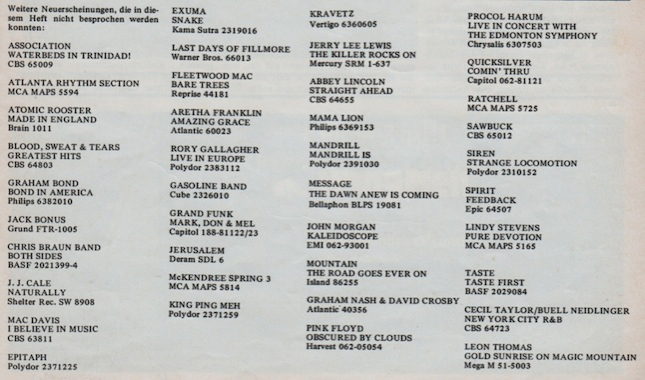 Weitere Neuerscheinungen, die in die-
sem Heft nicht besprochen werden
konnten:
ASSOCIATION
WATERBEDS IN TRINIDAD!
CBS 65009
ATLANTA RHYTHM SECTION
MCA MAPS 5594
ATOMIC ROOSTER
MADE IN ENGLAND
Brain 1011
BLOOD, SWEAT & TEARS
GREATEST HITS
CBS 64803
GRAHAM BOND
BOND IN AMERICA
Philips 6382010
JACK BONUS
Grund FTR-1005
CHRIS BRAUN BAND
BOTH SIDES
BASF 2021399-4
J. J. CALE
NATURALLY
Shelter Rec. SW 8908
MAC DAVIS
I BELIEVE IN MUSIC
CBS 63811
EPITAPH
Polydor 2371225
EXUMA
SNAKE
Kama Sutra 2319016
LAST DAYS OF FILLMORE
Warner Bros. 66013
FLEETWOOD MAC
BARE TREES
Reprise 44181
ARETHA FRANKLIN
AMAZING GRACE
Atlantic 60023
RORY GALLAGHER
LIVE IN EUROPE
Polydor 2383112
GASOLINE BAND
Cube 2326010
GRAND FUNK
MARK, DON & MEL
Capitol 188-81122/23
JERUSALEM
Deram SDL 6
McKENDREE SPRING 3
MCA MAPS 5814
KING PING MEH
Polydor 2371259
KRAVETZ
Vertigo 6360605
JERRY LEE LEWIS
THE KILLER ROCKS ON
Mercury SRM 1-637
ABBEY LINCOLN
STRAIGHT AHEAD
CBS 64655
MAMA LION
Philips 6369153
MANDRILL
MANDRILL IS
Polydor 2391030
MESSAGE
THE DAWN ANEW IS COMING
Bellaphon BLPS 19081
JOHN MORGAN
KALEIDOSCOPE
EMI 062-93001
MOUNTAIN
THE ROAD GOES EVER ON
Island 86255
GRAHAM NASH & DAVID CROSBY
Atlantic 40356
PINK FLOYD
OBSCURED BY CLOUDS
Harvest 062-05054
PROCOL HARUM
LIVE IN CONCERT WITH
THE EDMONTON SYMPHONY
Chrysalis 6307503
QUICKSILVER
COMIN' THRU
Capitol 062-81121
RATCHELL
MCA MAPS 5725
SAWBUCK
CBS 65012
SIREN
STRANGE LOCOMOTION
Polydor 2310152
SPIRIT
FEEDBACK
Epic 64507
LINDY STEVENS
PURE DEVOTION
MCA MAPS 5165
TASTE
TASTE FIRST
BASF 2029084
CECIL TAYLOR/BUELL NEIDLINGER
NEW YORK CITY R&B
CBS 64723
LEON THOMAS
GOLD SUNRISE ON MAGIC MOUNTAIN
Mega M 51-5003